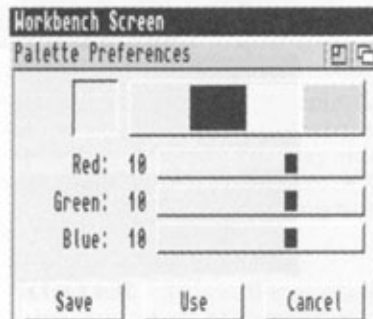 Workbench Screen
Palette Preferences
Red: 10
Green: 10
Blue: 10
Save Use Cancel